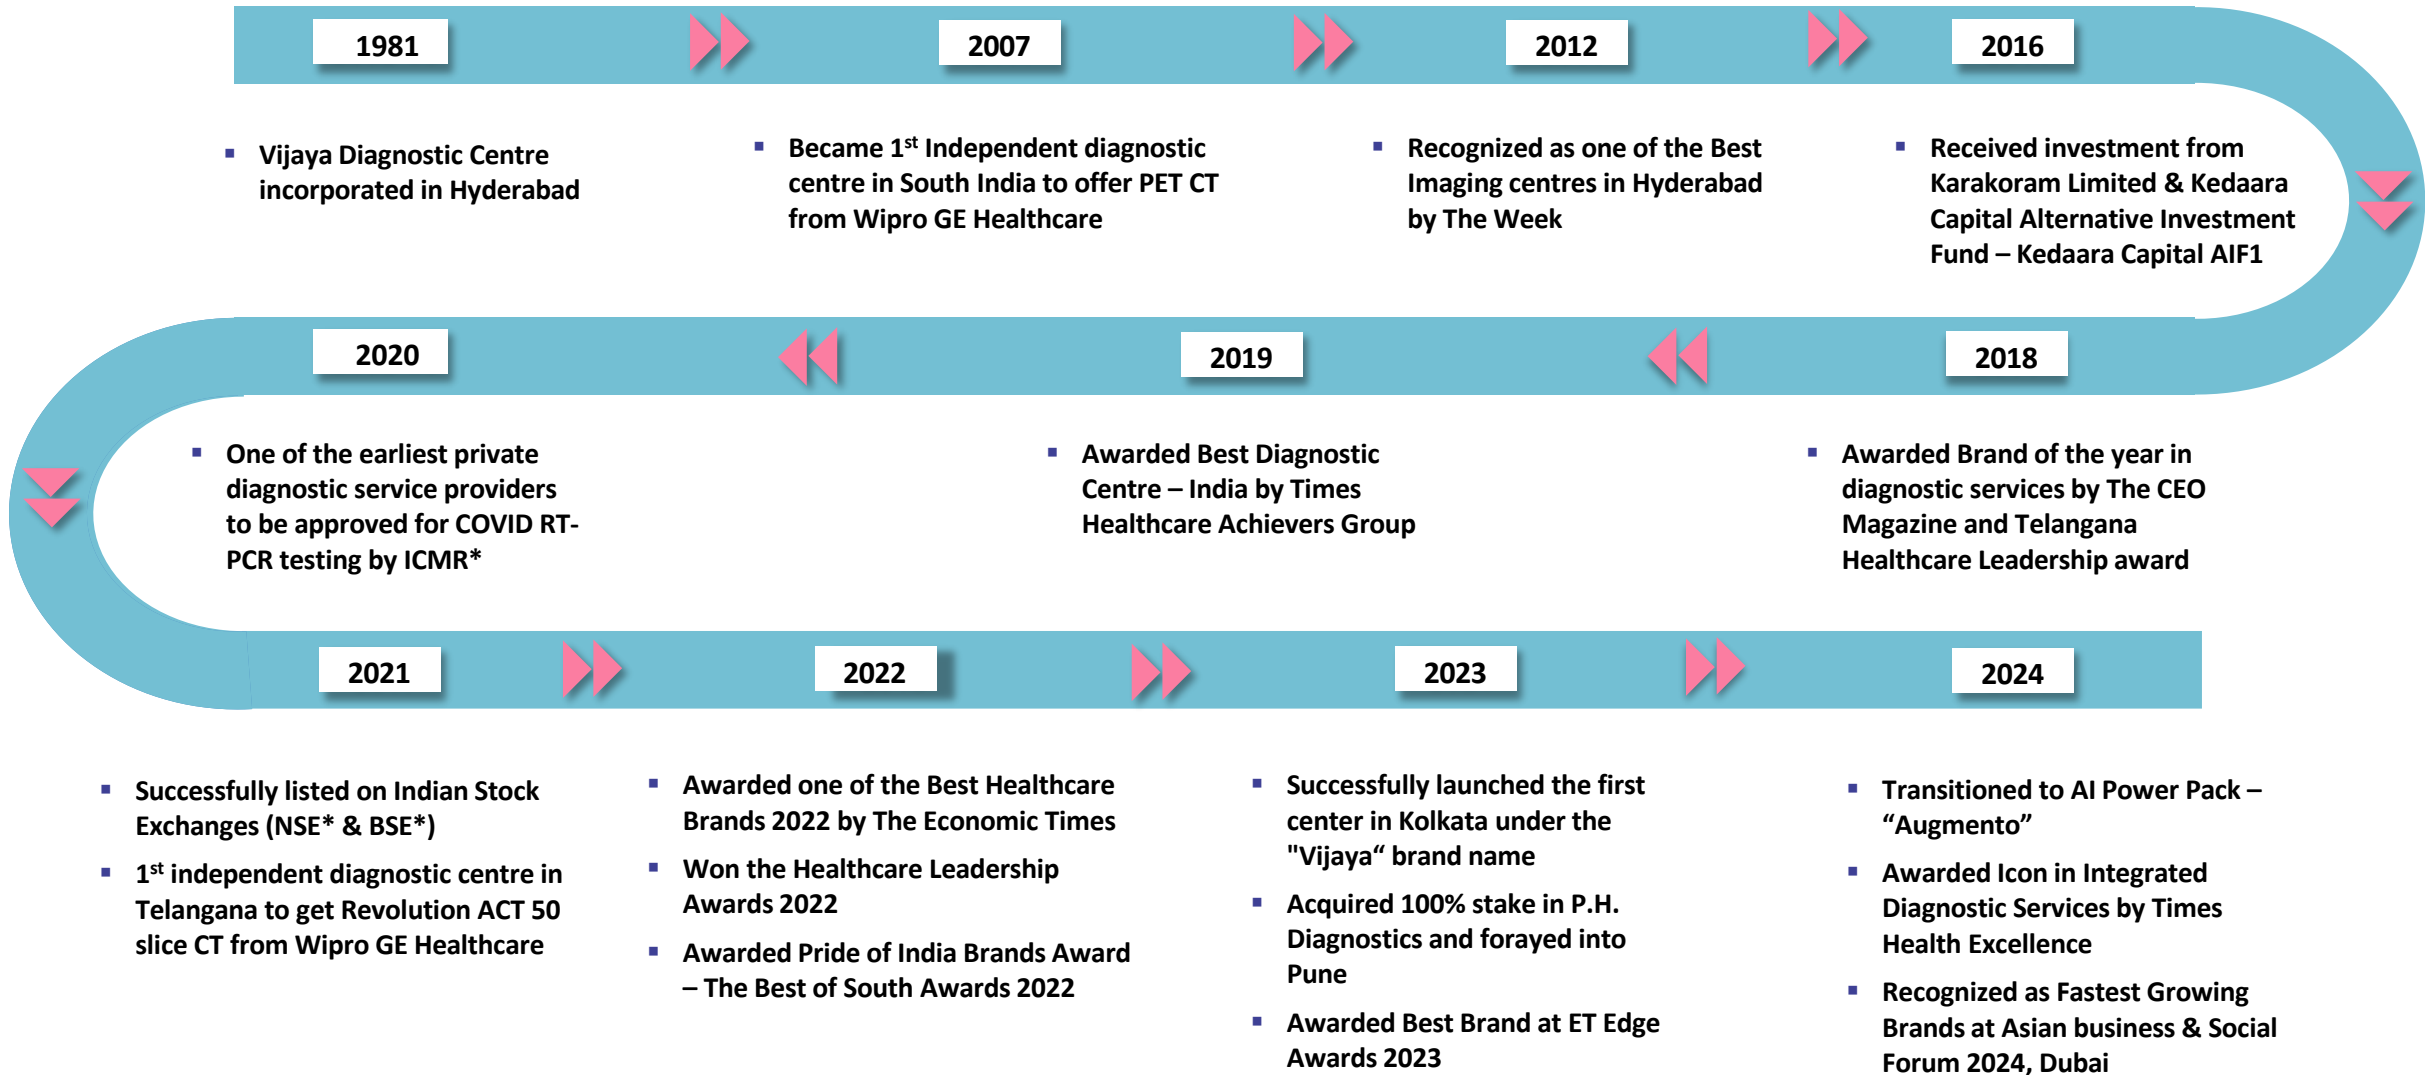 1981
2007
2012
2016
▪ Vijaya Diagnostic Centre
incorporated in Hyderabad
▪ Became 1st Independent diagnostic
centre in South India to offer PET CT
from Wipro GE Healthcare
▪ Recognized as one of the Best
Imaging centres in Hyderabad
by The Week
▪ Received investment from
Karakoram Limited & Kedaara
Capital Alternative Investment
Fund – Kedaara Capital AIF1
2018
▪ Awarded Brand of the year in
diagnostic services by The CEO
Magazine and Telangana
Healthcare Leadership award
2019
▪ Awarded Best Diagnostic
Centre – India by Times
Healthcare Achievers Group
2020
▪ One of the earliest private
diagnostic service providers
to be approved for COVID RT-
PCR testing by ICMR*
2021
2022
2023
2024
▪ Successfully listed on Indian Stock
Exchanges (NSE* & BSE*)
▪ 1st independent diagnostic centre in
Telangana to get Revolution ACT 50
slice CT from Wipro GE Healthcare
▪ Awarded one of the Best Healthcare
Brands 2022 by The Economic Times
▪ Won the Healthcare Leadership
Awards 2022
▪ Awarded Pride of India Brands Award
– The Best of South Awards 2022
▪ Successfully launched the first
center in Kolkata under the
"Vijaya“ brand name
▪ Acquired 100% stake in P.H.
Diagnostics and forayed into
Pune
▪ Awarded Best Brand at ET Edge
Awards 2023
▪ Transitioned to AI Power Pack –
“Augmento”
▪ Awarded Icon in Integrated
Diagnostic Services by Times
Health Excellence
▪ Recognized as Fastest Growing
Brands at Asian business & Social
Forum 2024, Dubai